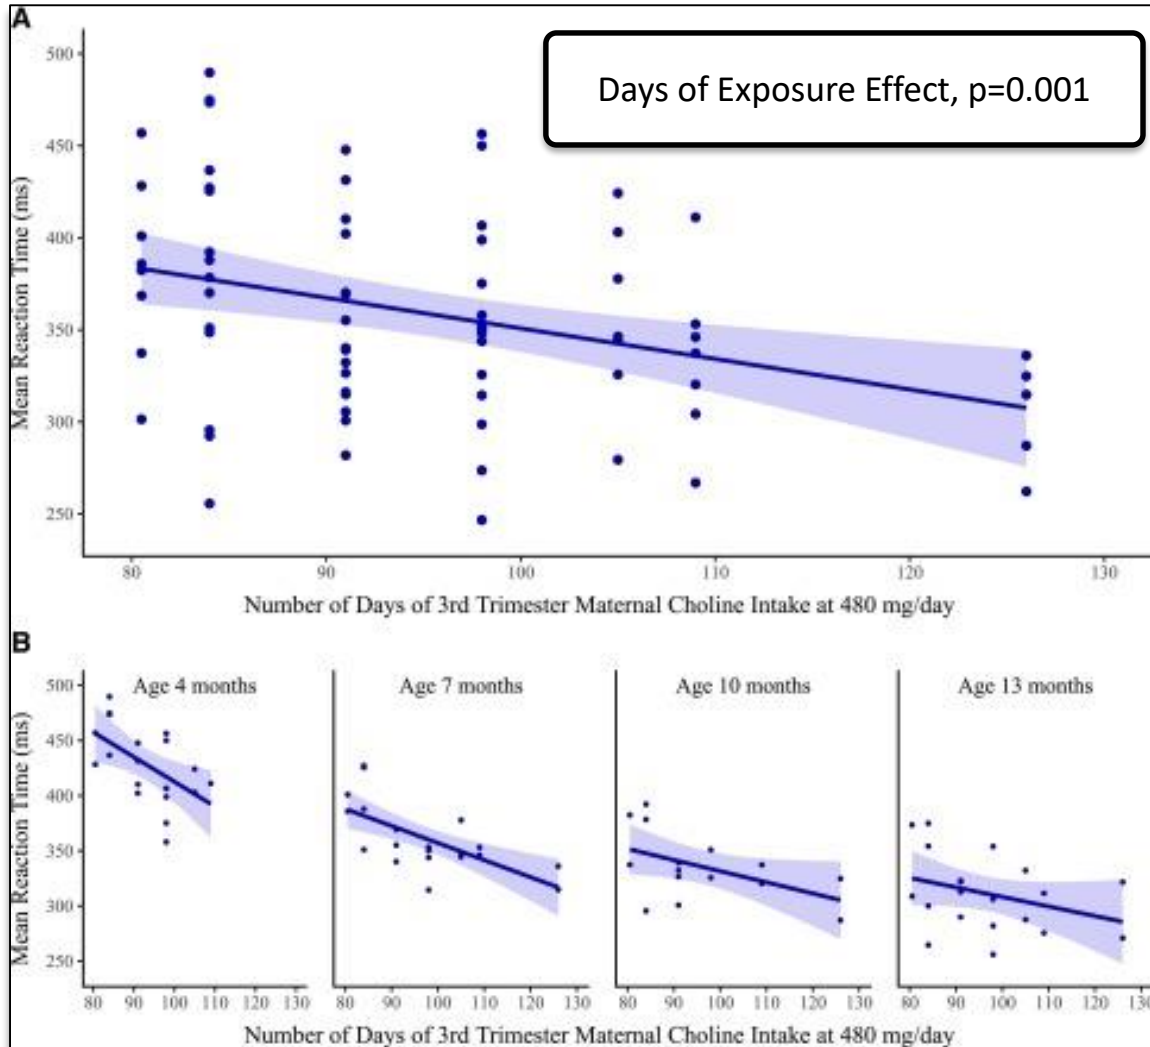 A
Days of Exposure Effect, p=0.001
500
450
400
350
300
250
Mean Reaction Time (ms)
80 90 100 110 120 130
Number of Days of 3rd Trimester Maternal Choline Intake at 480 mg/day
B
Age 4 months Age 7 months Age 10 months Age 13 months
500
450
400
350
300
250
Mean Reaction Time (ms)
80 90 100 110 120 130 80 90 100 110 120 130 80 90 100 110 120 130 80 90 100 110 120 130
Number of Days of 3rd Trimester Maternal Choline Intake at 480 mg/day